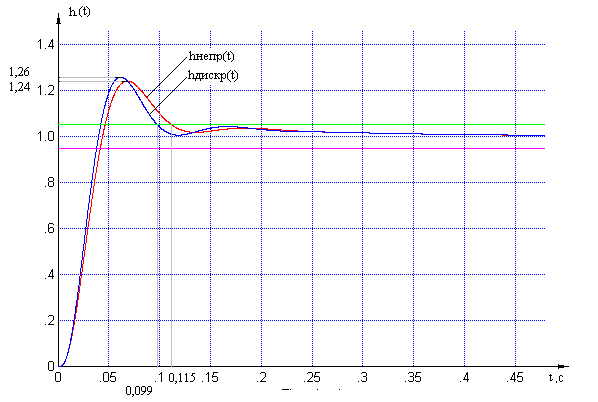 h(t)
1.4
1,26
1,24
1.2
hнепр(t)
hдискр(t)
1.0
.8
.6
.4
.2
0
0 .05 .1 0,115 .15 .2 .25 .3 .35 .4 .45 t,c
0,099